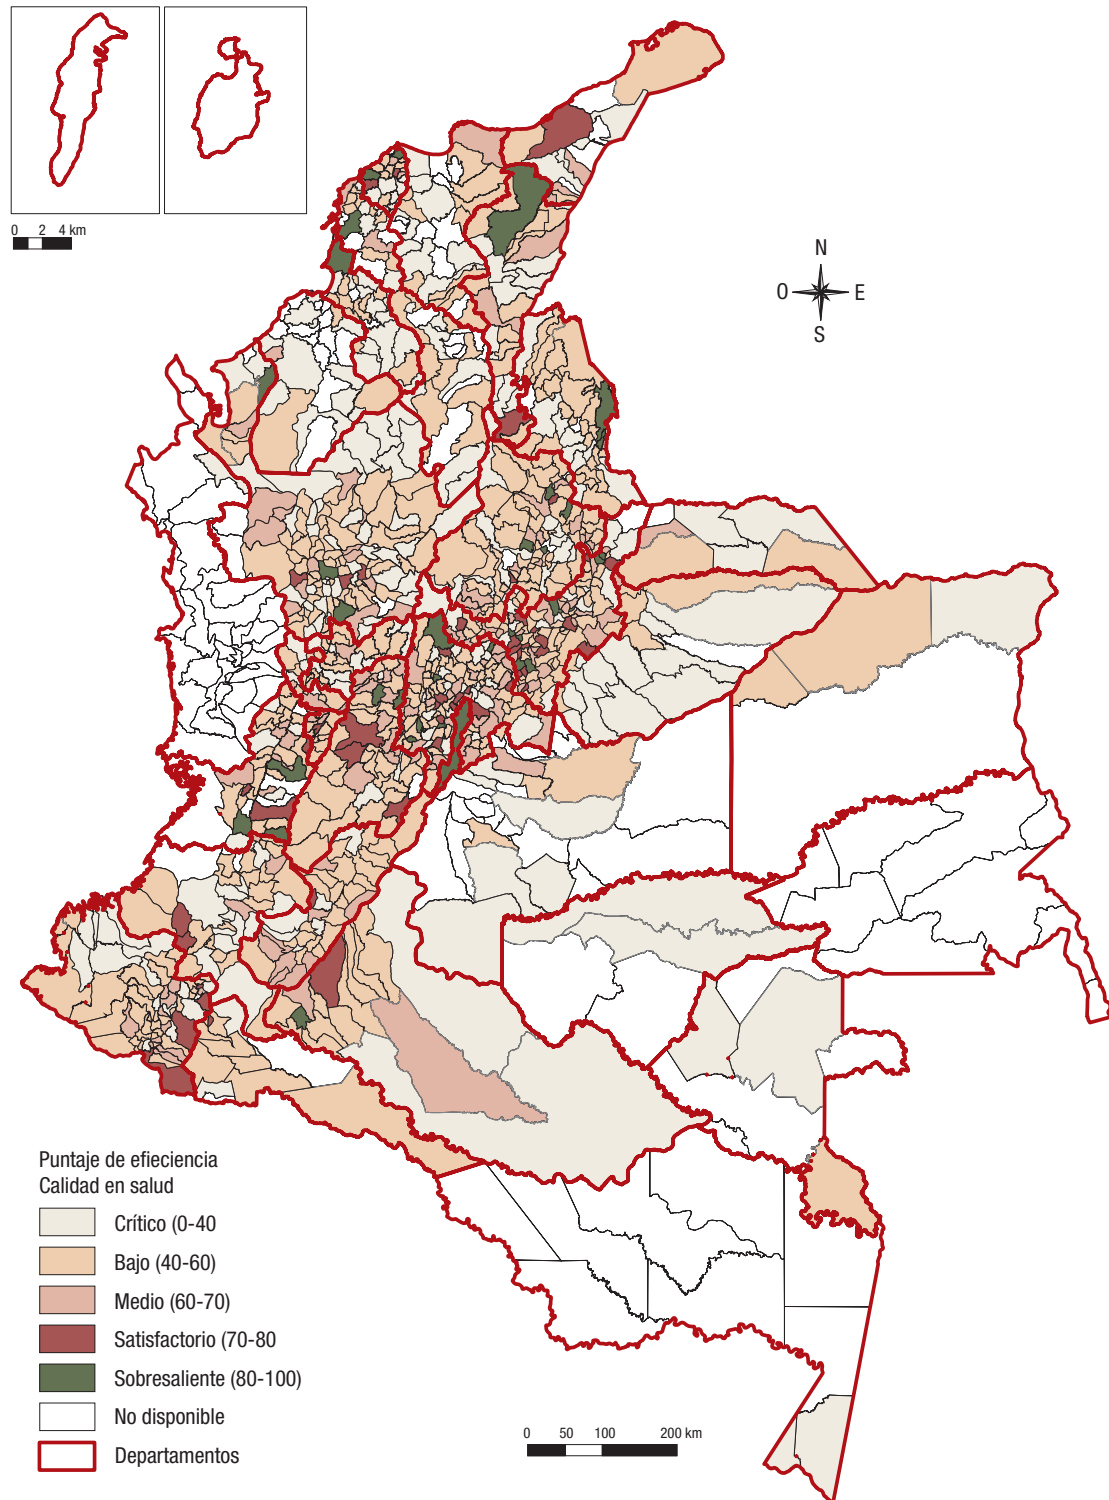 0 2 4 km
N
O E
S
Puntaje de efieciencia
Calidad en salud
Crítico (0-40
Bajo (40-60)
Medio (60-70)
Satisfactorio (70-80
Sobresaliente (80-100)
No disponible
Departamentos
0 50 100 200 km